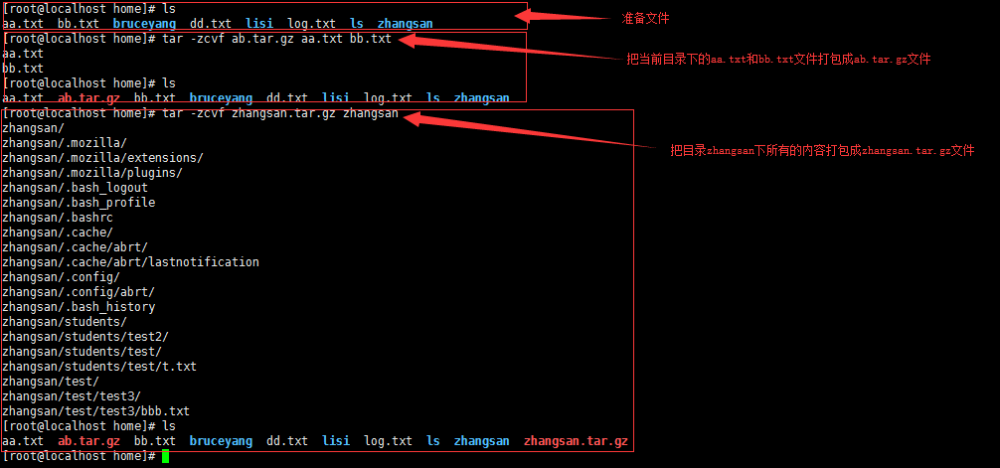 [root@localhost home]# ls
准备文件
aa.txt bb.txt bruceyang dd.txt lisi log.txt ls zhangsan
[root@localhost home]# tar -zcvf ab.tar.gz aa.txt bb.txt
aa.txt
把当前目录下的aa.txt和bb.txt文件打包成ab.tar.gz文件
bb.txt
[root@localhost home]# ls
aa.txt ab.tar.gz bb.txt bruceyang dd.txt lisi log.txt ls zhangsan
[root@localhost home]# tar -zcvf zhangsan.tar.gz zhangsan
zhangsan/
zhangsan/.mozilla/
把目录zhangsan下所有的内容打包成zhangsan.tar.gz文件
zhangsan/.mozilla/extensions/
zhangsan/.mozilla/plugins/
zhangsan/.bash_logout
zhangsan/.bash_profile
zhangsan/.bashrc
zhangsan/.cache/
zhangsan/.cache/abrt/
zhangsan/.cache/abrt/lastnotification
zhangsan/.config/
zhangsan/.config/abrt/
zhangsan/.bash_history
zhangsan/students/
zhangsan/students/test2/
zhangsan/students/test/
zhangsan/students/test/t.txt
zhangsan/test/
zhangsan/test/test3/
zhangsan/test/test3/bbb.txt
[root@localhost home]# ls
aa.txt ab.tar.gz bb.txt bruceyang dd.txt lisi log.txt ls zhangsan zhangsan.tar.gz
[root@localhost home]#